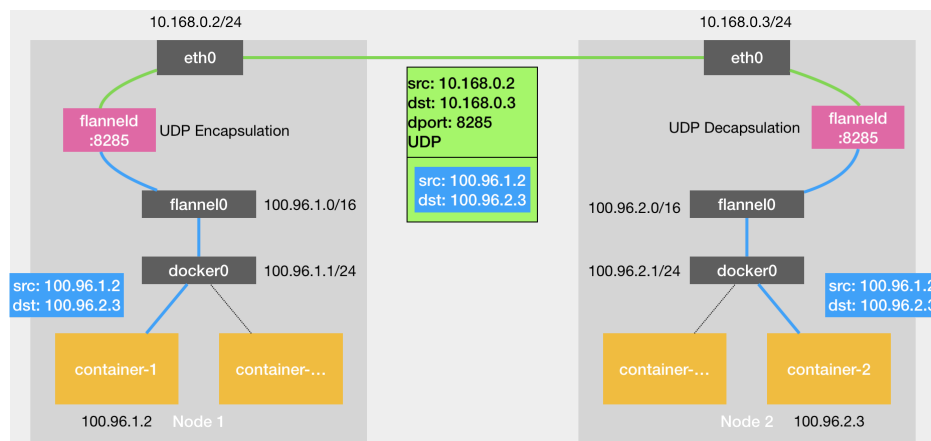 10.168.0.2/24
10.168.0.3/24
eth0
eth0
src: 10.168.0.2
dst: 10.168.0.3
dport: 8285
UDP
flanneld
:8285
UDP Encapsulation
UDP Decapsulation
flanneld
:8285
src: 100.96.1.2
dst: 100.96.2.3
flannel0
100.96.1.0/16
100.96.2.0/16
flannel0
docker0
100.96.1.1/24
100.96.2.1/24
docker0
src: 100.96.1.2
dst: 100.96.2.3
src: 100.96.1.2
dst: 100.96.2.3
container-1
container-...
container-...
container-2
100.96.1.2
Node 1
Node 2
100.96.2.3